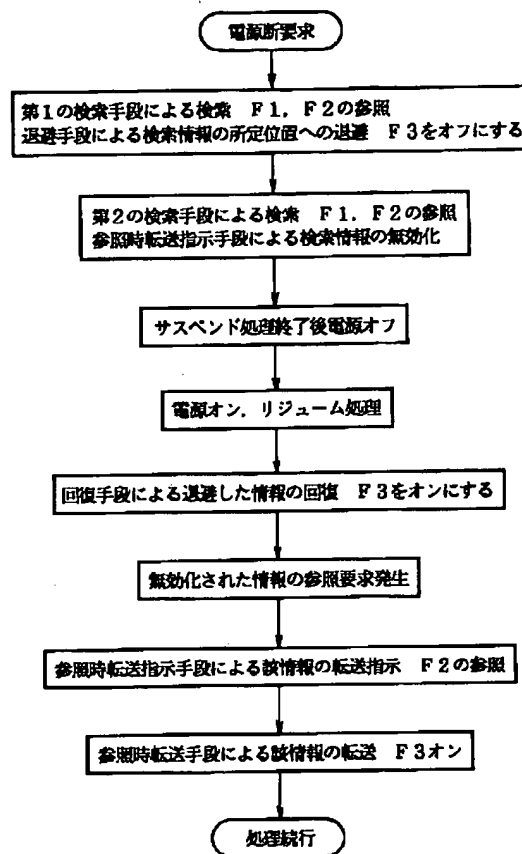 電源断要求
第1の検索手段による検索　F1，F2の参照
退避手段による検索情報の所定位置への退避　F3をオフにする
第2の検索手段による検索　F1，F2の参照
参照時転送指示手段による検索情報の無効化
サスペンド処理終了後電源オフ
電源オン，リジューム処理
回復手段による退避した情報の回復　F3をオンにする
無効化された情報の参照要求発生
参照時転送指示手段による該情報の転送指示　F2の参照
参照時転送手段による該情報の転送　F3オン
処理続行